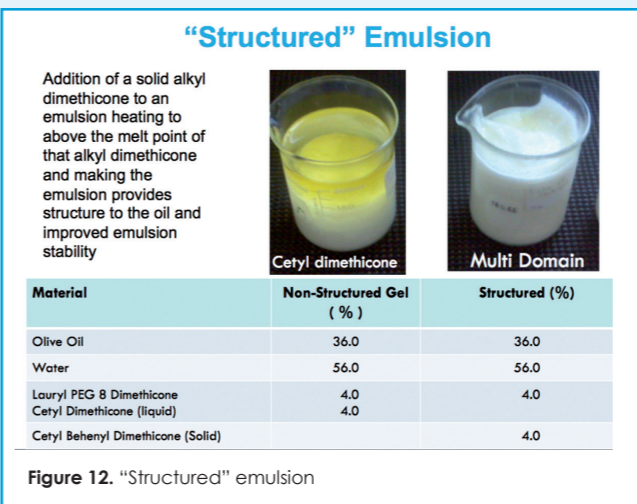 “Structured” Emulsion
Addition of a solid alkyl
dimethicone to an
emulsion heating to
above the melt point of
that alkyl dimethicone
and making the
emulsion provides
structure to the oil and
improved emulsion
stability
Cetyl dimethicone
Multi Domain
Material Non-Structured Gel Structured (%)
( % )
Olive Oil 36.0 36.0
Water 56.0 56.0
Lauryl PEG 8 Dimethicone 4.0 4.0
Cetyl Dimethicone (liquid) 4.0
Cetyl Behenyl Dimethicone (Solid) 4.0
Figure 12. “Structured” emulsion